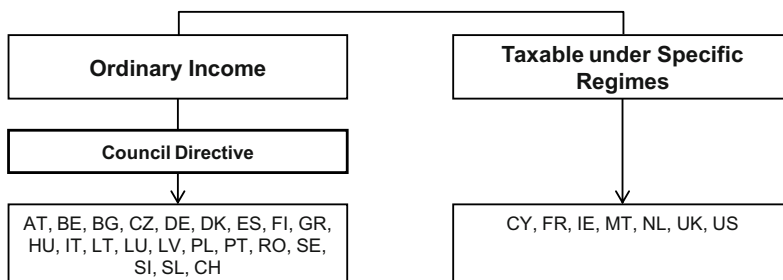 Ordinary Income
Taxable under Specific
Regimes
Council Directive
AT, BE, BG, CZ, DE, DK, ES, FI, GR,
HU, IT, LT, LU, LV, PL, PT, RO, SE,
SI, SL, CH
CY, FR, IE, MT, NL, UK, US